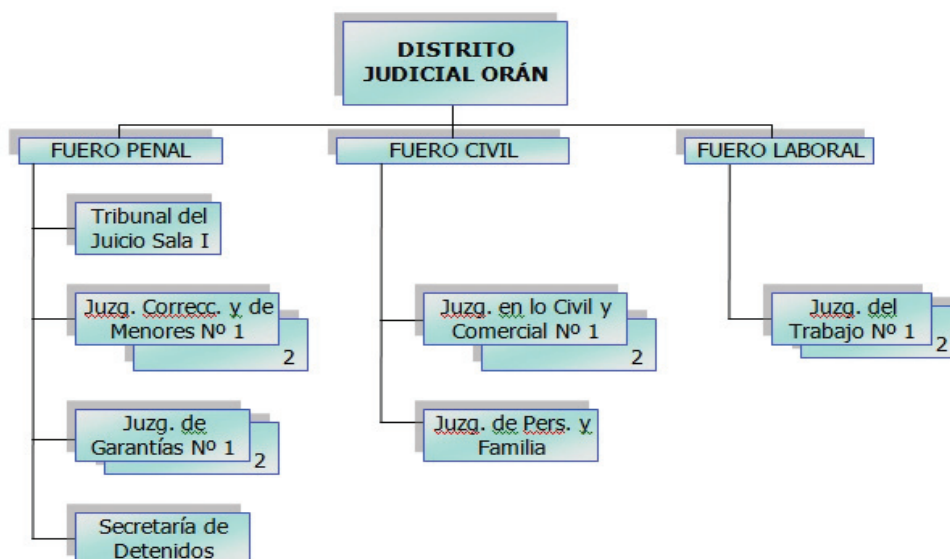 DISTRITO
JUDICIAL ORÁN
FUERO PENAL
FUERO CIVIL
FUERO LABORAL
Tribunal del
Juicio Sala I
Juzg. Correcc. y de
Menores Nº 1
2
Juzg. en lo Civil y
Comercial Nº 1
2
Juzg. del
Trabajo Nº 1
2
Juzg. de
Garantías Nº 1
2
Juzg. de Pers. y
Familia
Secretaría de
Detenidos